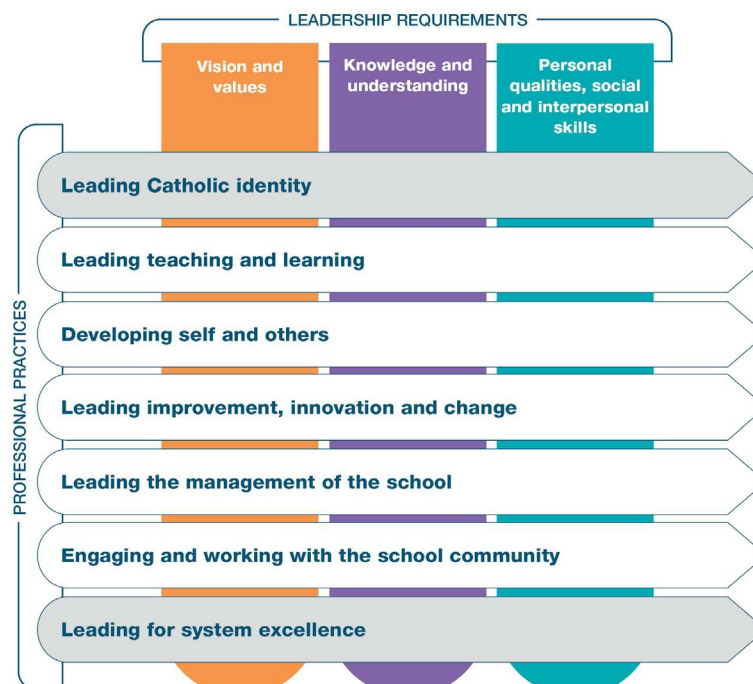 LEADERSHIP REQUIREMENTS
Vision and
values
Knowledge and
understanding
Personal
qualities, social
and interpersonal
skills
PROFESSIONAL PRACTICES
Leading Catholic identity
Leading teaching and learning
Developing self and others
Leading improvement, innovation and change
Leading the management of the school
Engaging and working with the school community
Leading for system excellence